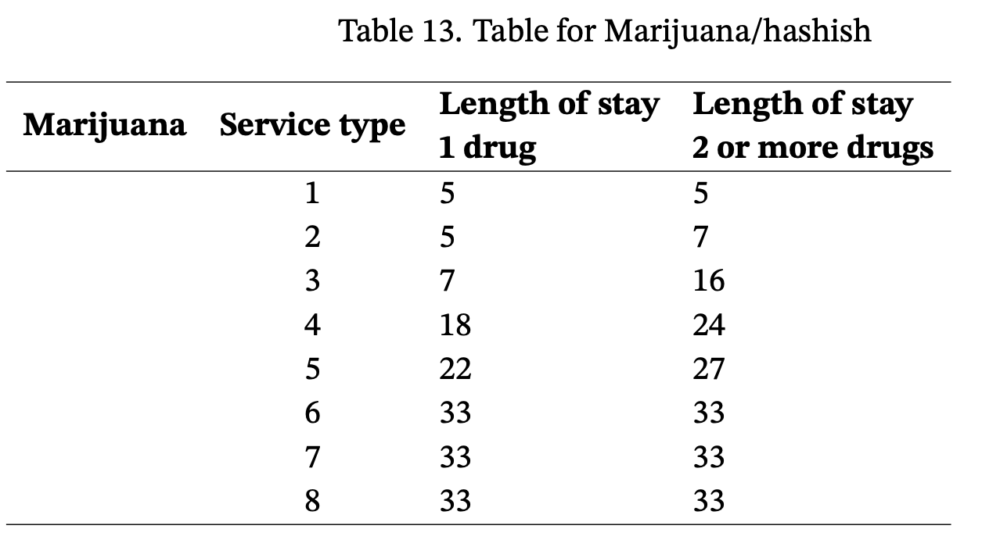 Table 13. Table for Marijuana/hashish
Marijuana Service type Length of stay 1 drug Length of stay 2 or more drugs
1 5 5
2 5 7
3 7 16
4 18 24
5 22 27
6 33 33
7 33 33
8 33 33